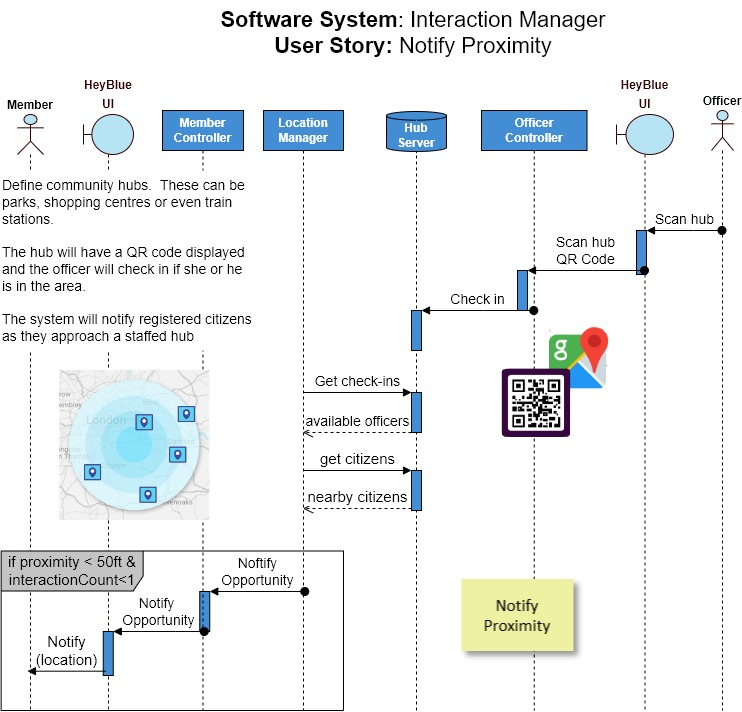 Software System: Interaction Manager
User Story: Notify Proximity
Member
HeyBlue
UI
Member
Controller
Location
Manager
Hub
Server
Officer
Controller
HeyBlue
UI
Officer
Define community hubs.  These can be
parks, shopping centres or even train
stations.
The hub will have a QR code displayed
and the officer will check in if she or he
is in the area.
The system will notify registered citizens
as they approach a staffed hub
Scan hub
Scan hub
QR Code
Check in
g
Get check-ins
available officers
get citizens
nearby citizens
London
if proximity < 50ft &
interactionCount<1
Noftify
Opportunity
Notify
Opportunity
Notify
(location)
Notify
Proximity